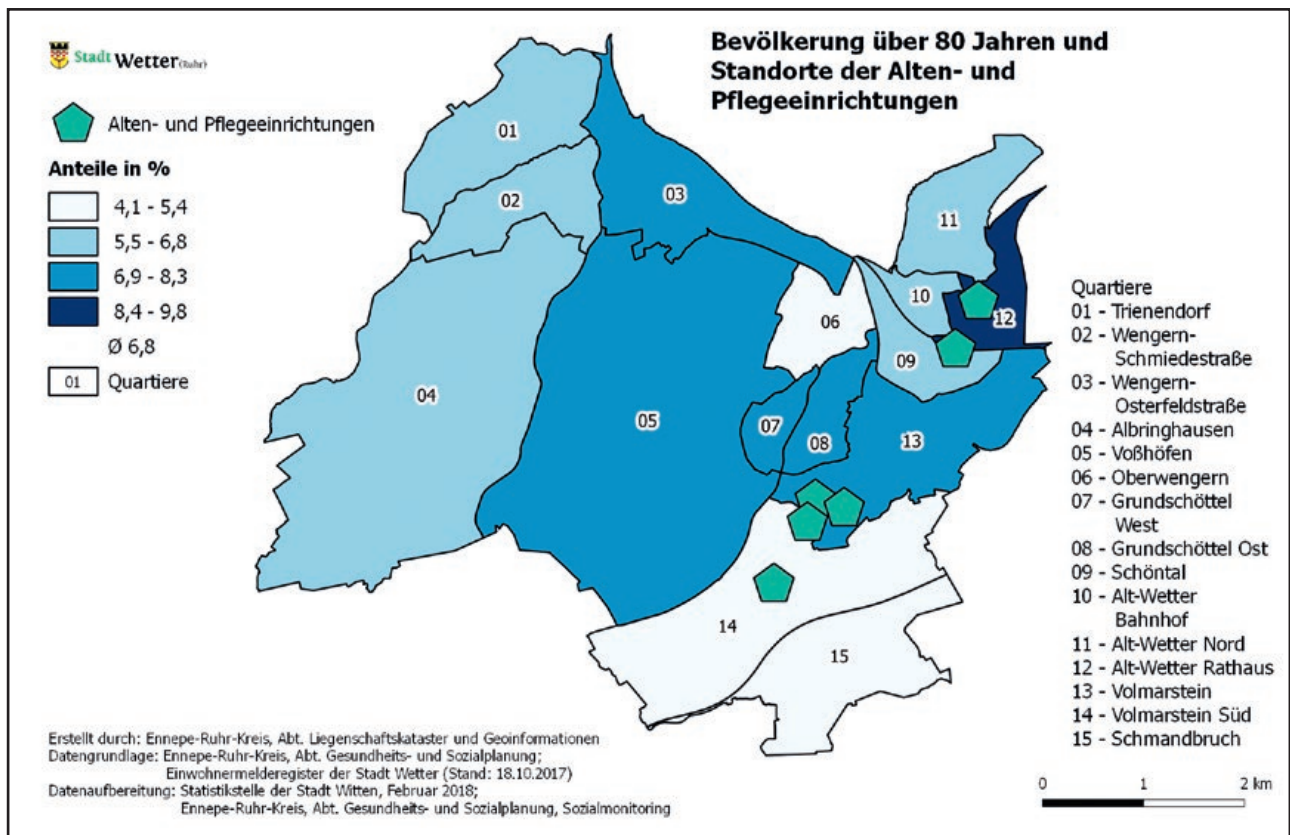 Stadt Wetter (Ruhr)
Bevölkerung über 80 Jahren und
Standorte der Alten- und
Pflegeeinrichtungen
Alten- und Pflegeeinrichtungen
Anteile in %
4,1 - 5,4
5,5 - 6,8
6,9 - 8,3
8,4 - 9,8
Ø 6,8
01 Quartiere
01
02
03
04
05
06
07
08
09
10
11
12
13
14
15
Quartiere
01 - Trienendorf
02 - Wengern-
Schmiedestraße
03 - Wengern-
Osterfeldstraße
04 - Albringhausen
05 - Voßhöfen
06 - Oberwengern
07 - Grundschöttel
West
08 - Grundschöttel Ost
09 - Schöntal
10 - Alt-Wetter
Bahnhof
11 - Alt-Wetter Nord
12 - Alt-Wetter Rathaus
13 - Volmarstein
14 - Volmarstein Süd
15 - Schmandbruch
Erstellt durch: Ennepe-Ruhr-Kreis, Abt. Liegenschaftskataster und Geoinformationen
Datengrundlage: Ennepe-Ruhr-Kreis, Abt. Gesundheits- und Sozialplanung;
Einwohnermelderegister der Stadt Wetter (Stand: 18.10.2017)
Datenaufbereitung: Statistikstelle der Stadt Witten, Februar 2018;
Ennepe-Ruhr-Kreis, Abt. Gesundheits- und Sozialplanung, Sozialmonitoring
0 1 2 km